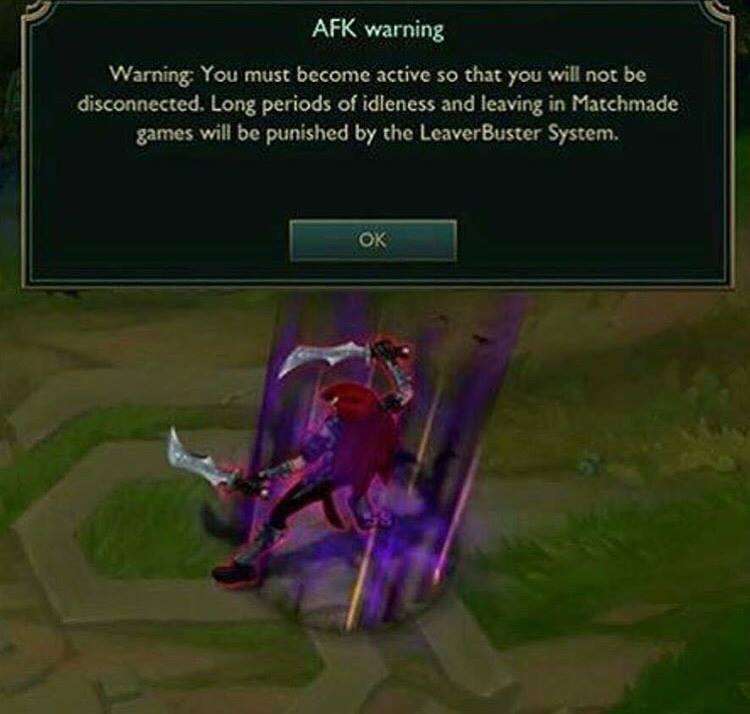 AFK warning
Warning: You must become active so that you will not be
disconnected. Long periods of idleness and leaving in Matchmade
games will be punished by the LeaverBuster System.
OK